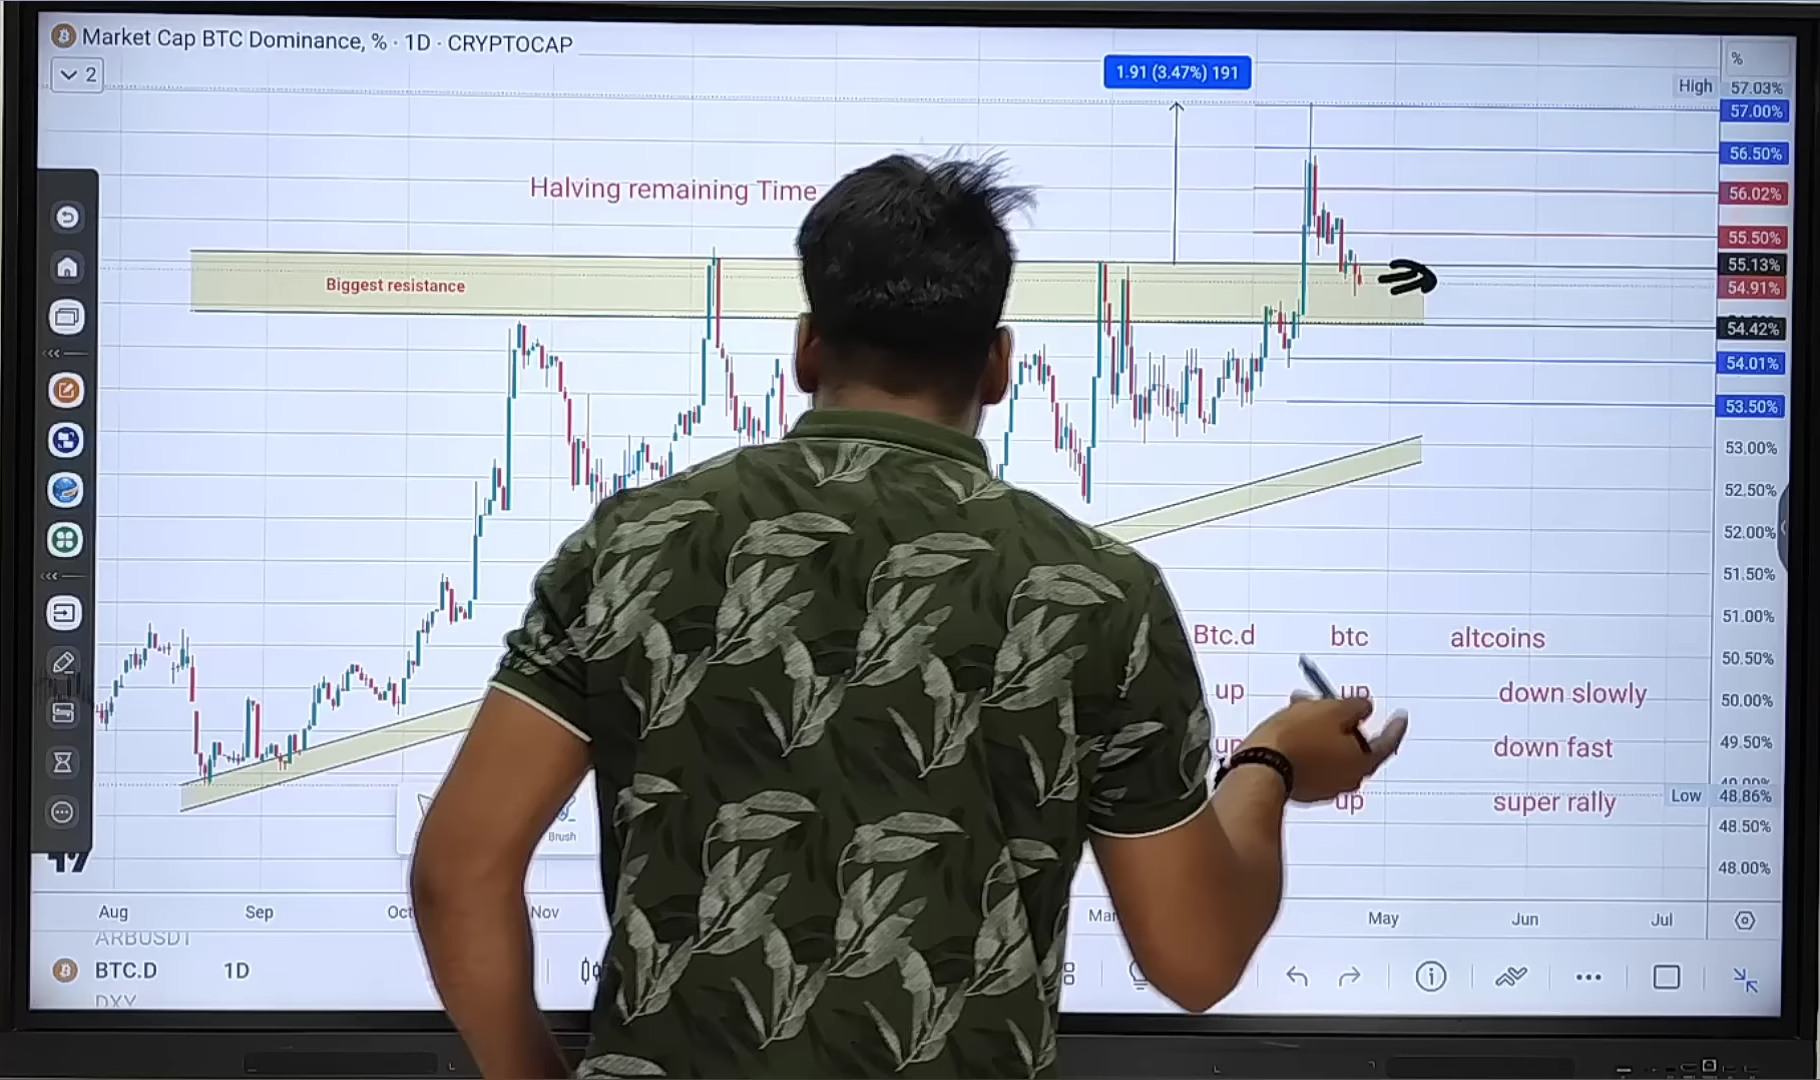 Market Cap BTC Dominance, % · 1D · CRYPTOCAP
2
1.91 (3.47%) 191
%
High 57.03%
57.00%
56.50%
56.02%
55.50%
55.13%
54.91%
54.42%
54.01%
53.50%
53.00%
52.50%
52.00%
51.50%
51.00%
50.50%
50.00%
49.50%
Low 48.86%
48.50%
48.00%
Halving remaining Time
Biggest resistance
Btc.d btc altcoins
up up down slowly
up down fast
up super rally
Brush
Aug Sep Oct Nov Mar May Jun Jul
ARBUSDT
BTC.D 1D
DXY